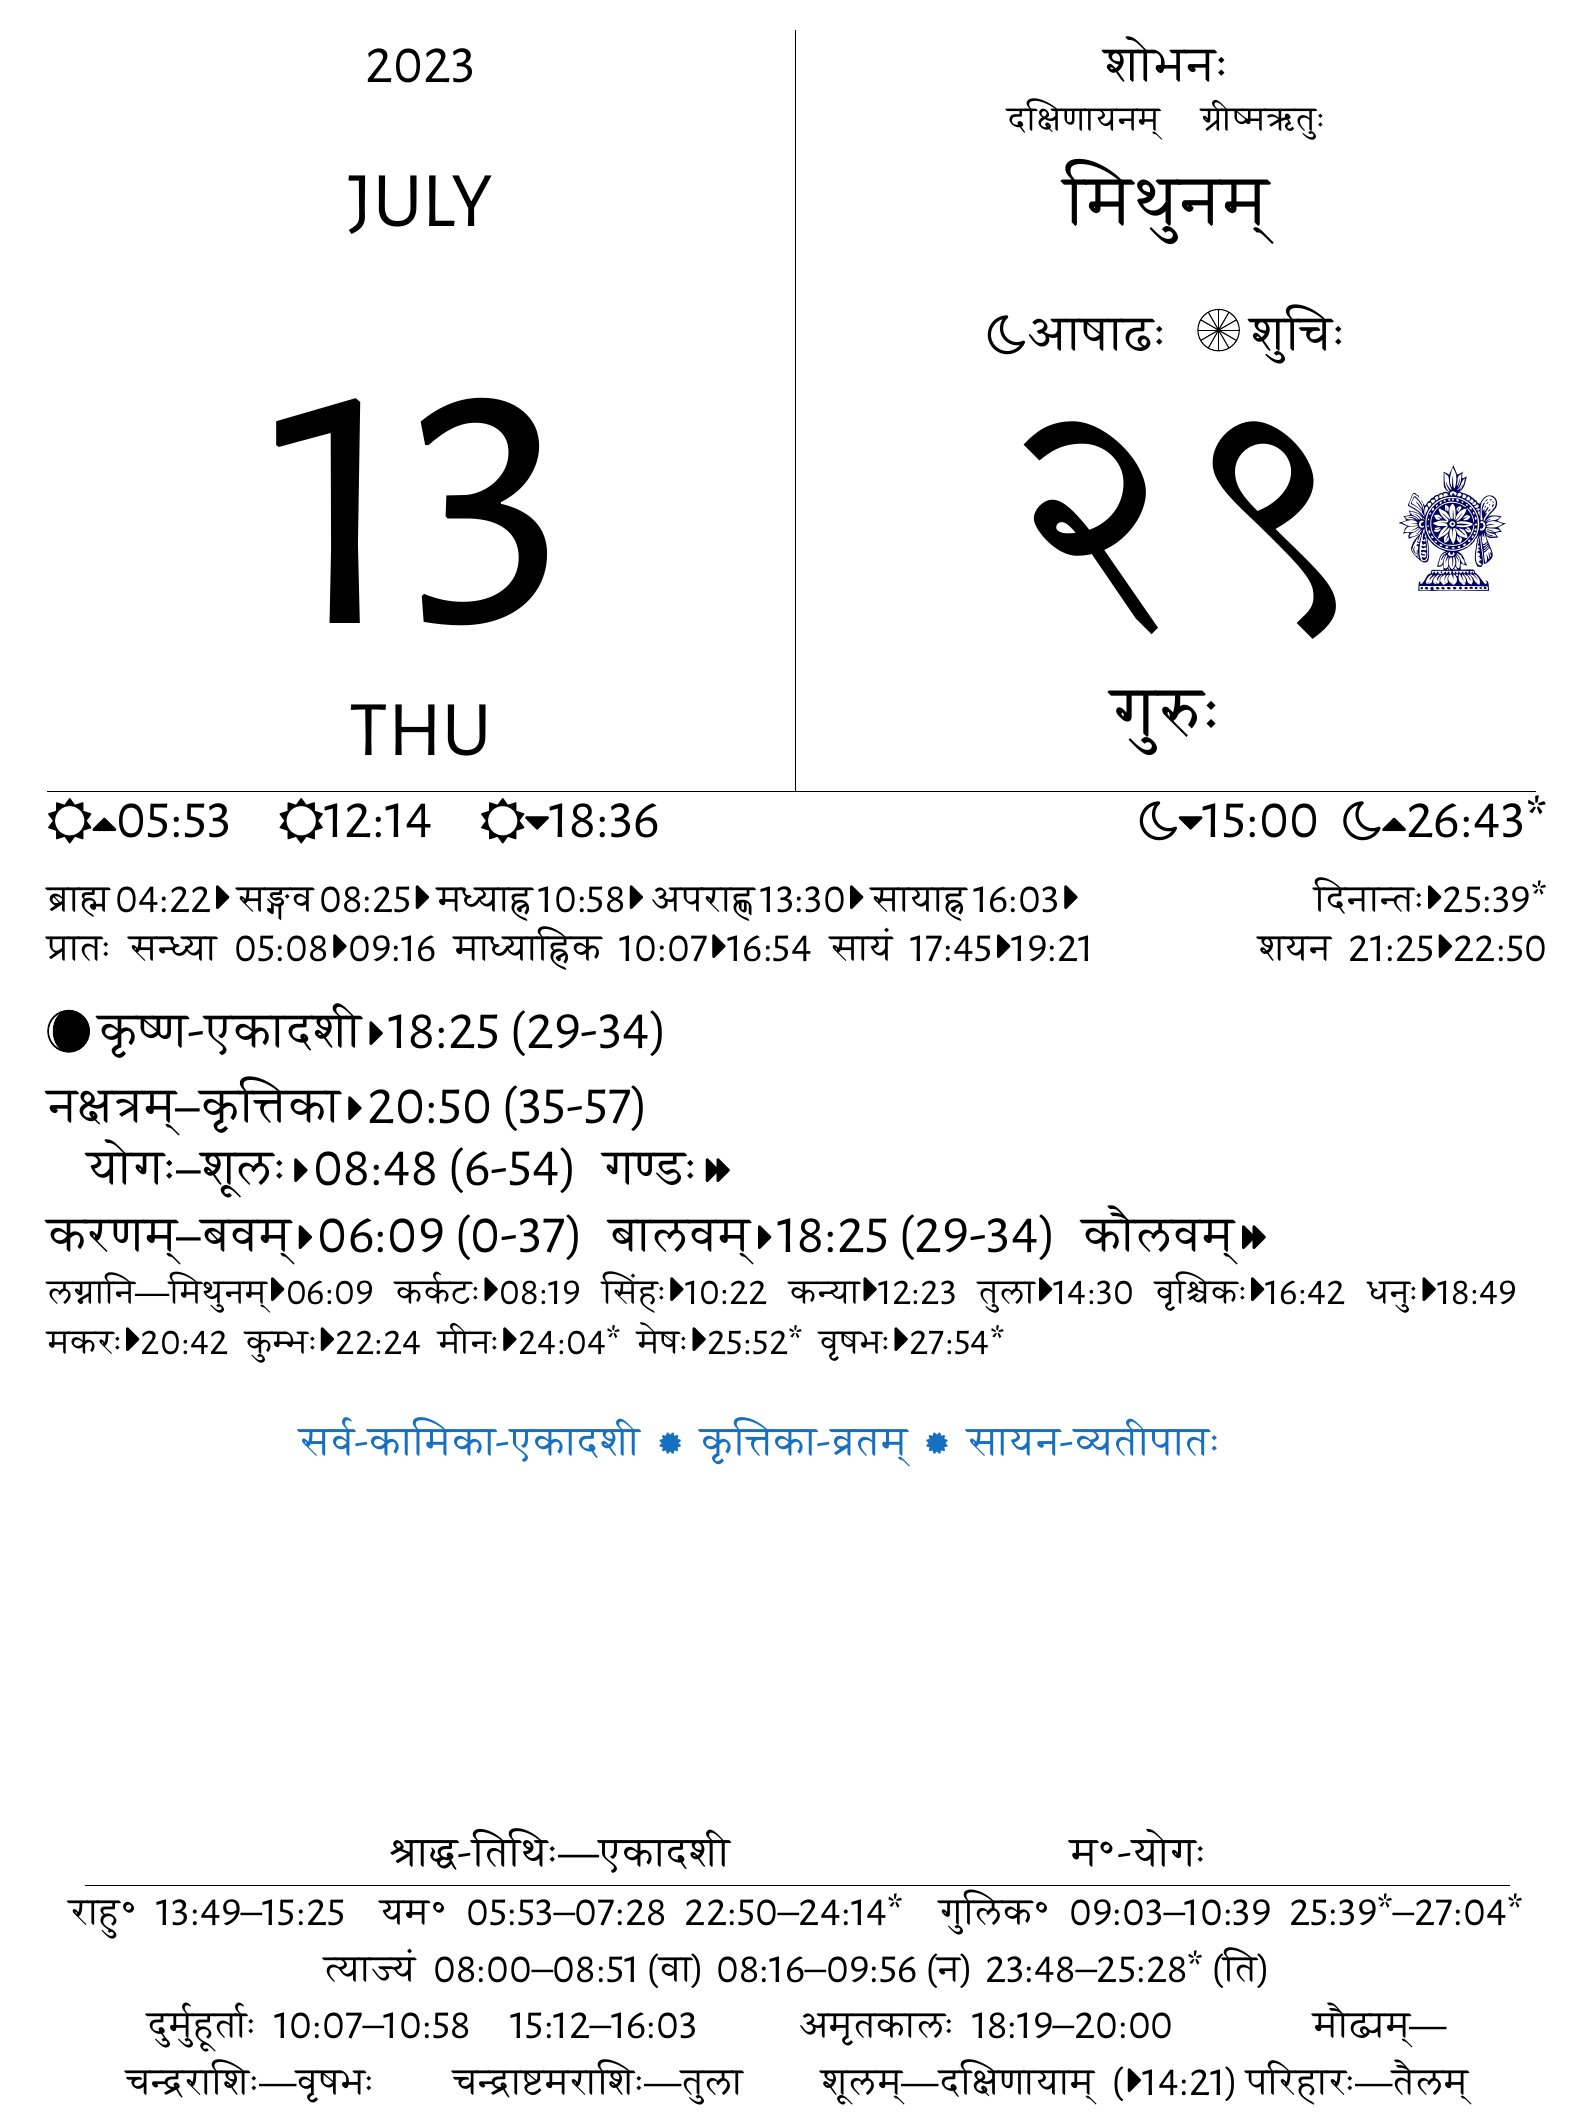 2023
JULY
13
THU
शोभनः
दक्षिणायनम् ग्रीष्मऋतुः
मिथुनम्
आषाढः शुचिः
२९
गुरुः
05:53 12:14 18:36 15:00 26:43*
ब्राह्म 04:22 सङ्गव 08:25 मध्याह्न 10:58 अपराह्ण 13:30 सायाह्न 16:03 दिनान्तः 25:39*
प्रातः सन्ध्या 05:08 09:16 माध्याह्निक 10:07 16:54 सायं 17:45 19:21 शयन 21:25 22:50
कृष्ण-एकादशी 18:25 (29-34)
नक्षत्रम्–कृत्तिका 20:50 (35-57)
योगः–शूलः 08:48 (6-54) गण्डः
करणम्–बवम् 06:09 (0-37) बालवम् 18:25 (29-34) कौलवम्
लग्नानि—मिथुनम् 06:09 कर्कटः 08:19 सिंहः 10:22 कन्या 12:23 तुला 14:30 वृश्चिकः 16:42 धनुः 18:49
मकरः 20:42 कुम्भः 22:24 मीनः 24:04* मेषः 25:52* वृषभः 27:54*
सर्व-कामिका-एकादशी कृत्तिका-व्रतम् सायन-व्यतीपातः
श्राद्ध-तिथिः—एकादशी म॰-योगः
राहु॰ 13:49–15:25 यम॰ 05:53–07:28 22:50–24:14* गुलिक॰ 09:03–10:39 25:39*–27:04*
त्याज्यं 08:00–08:51 (वा) 08:16–09:56 (न) 23:48–25:28* (ति)
दुर्मुहूर्ताः 10:07–10:58 15:12–16:03 अमृतकालः 18:19–20:00 मौढ्यम्—
चन्द्रराशिः—वृषभः चन्द्राष्टमराशिः—तुला शूलम्—दक्षिणायाम् (14:21) परिहारः—तैलम्